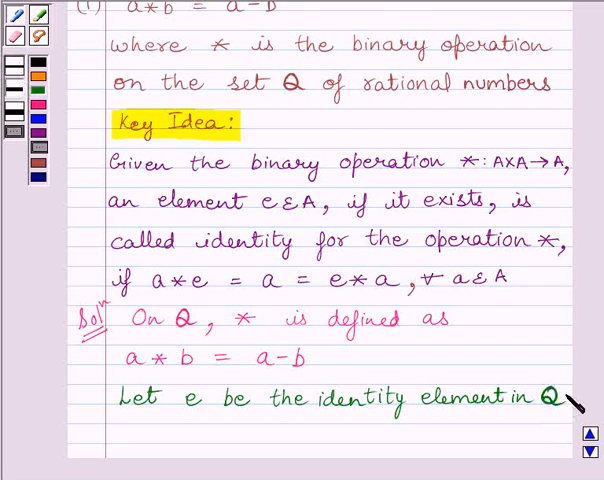 (i) a * b = a - b
where * is the binary operation
on the set Q of rational numbers
Key Idea:
Given the binary operation *: A×A→A,
an element e ε A, if it exists, is
called identity for the operation *,
if a * e = a = e * a, ∀ a ε A
Solⁿ On Q, * is defined as
a * b = a - b
Let e be the identity element in Q